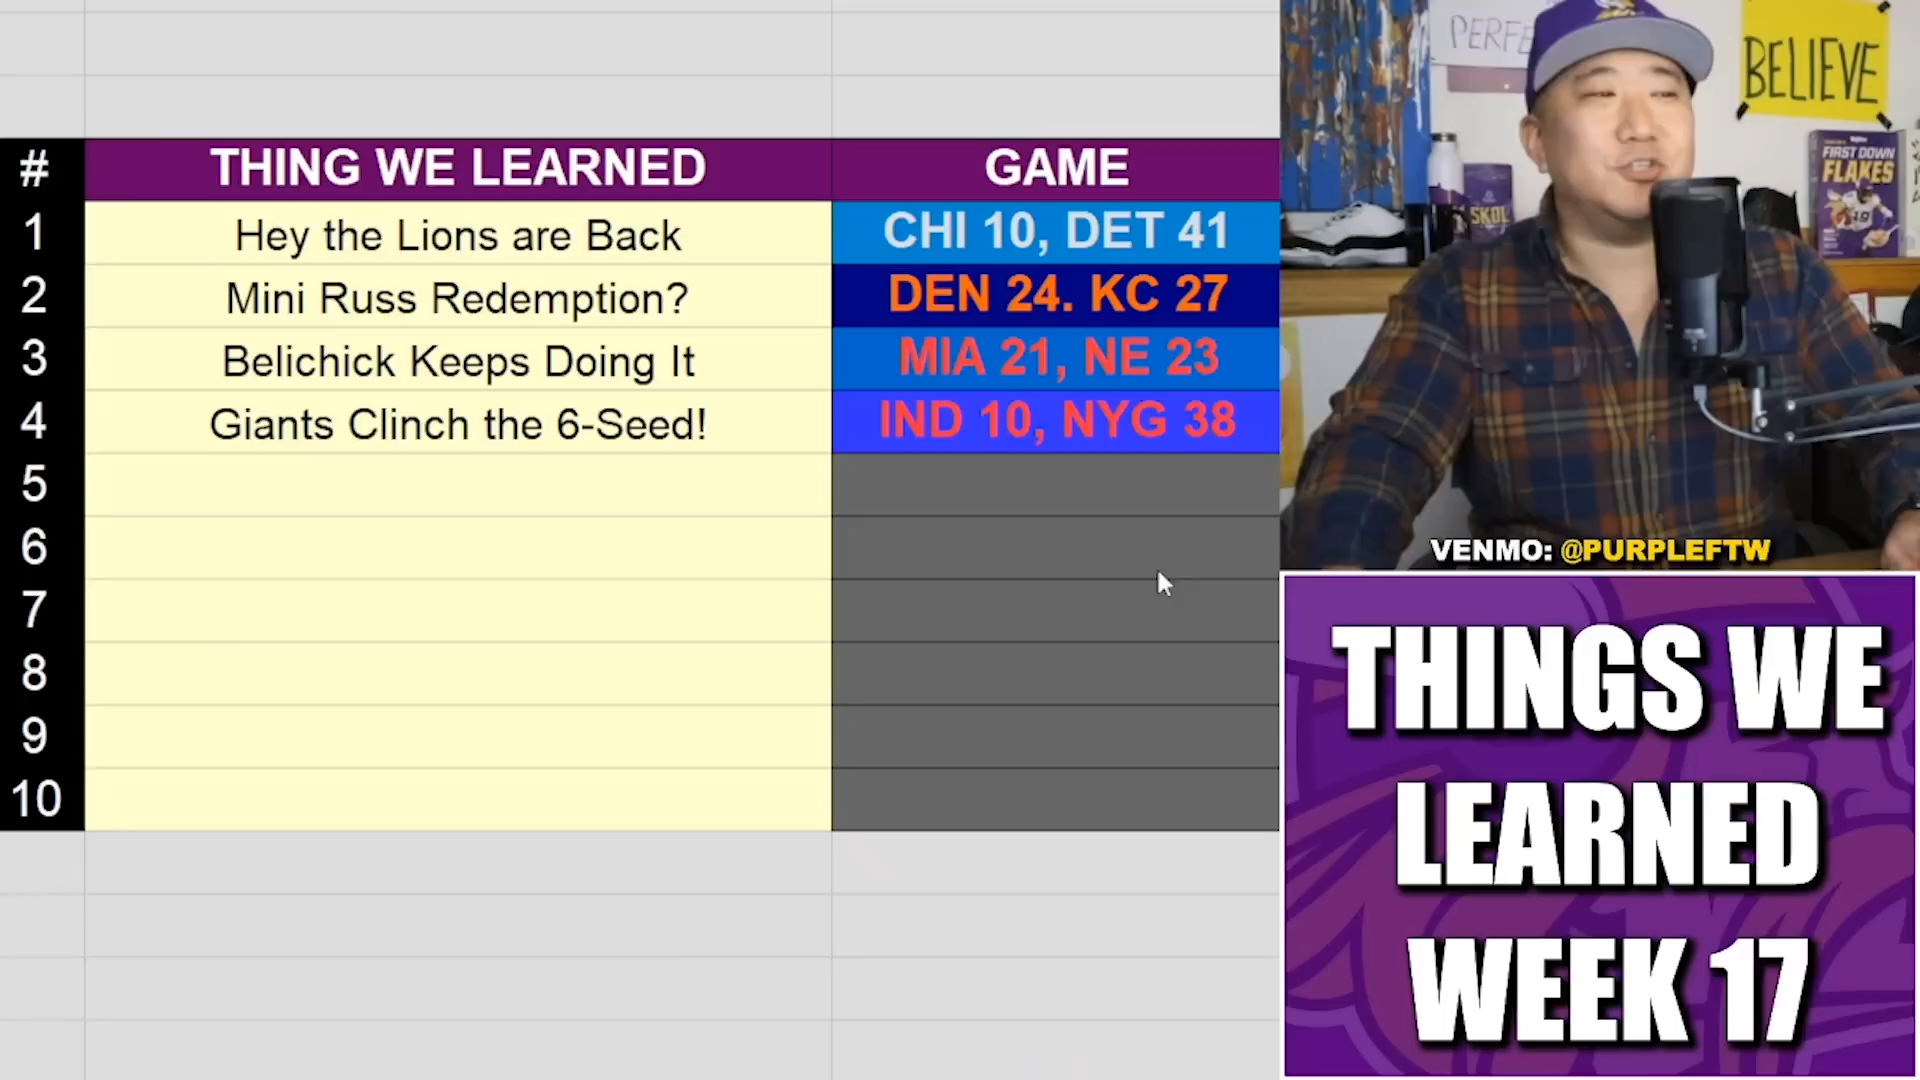 # THING WE LEARNED GAME
1 Hey the Lions are Back CHI 10, DET 41
2 Mini Russ Redemption? DEN 24. KC 27
3 Belichick Keeps Doing It MIA 21, NE 23
4 Giants Clinch the 6-Seed! IND 10, NYG 38
5
6
7
8
9
10
BELIEVE
FIRST DOWN
FLAKES
SKOL
VENMO: @PURPLEFTW
THINGS WE
LEARNED
WEEK 17